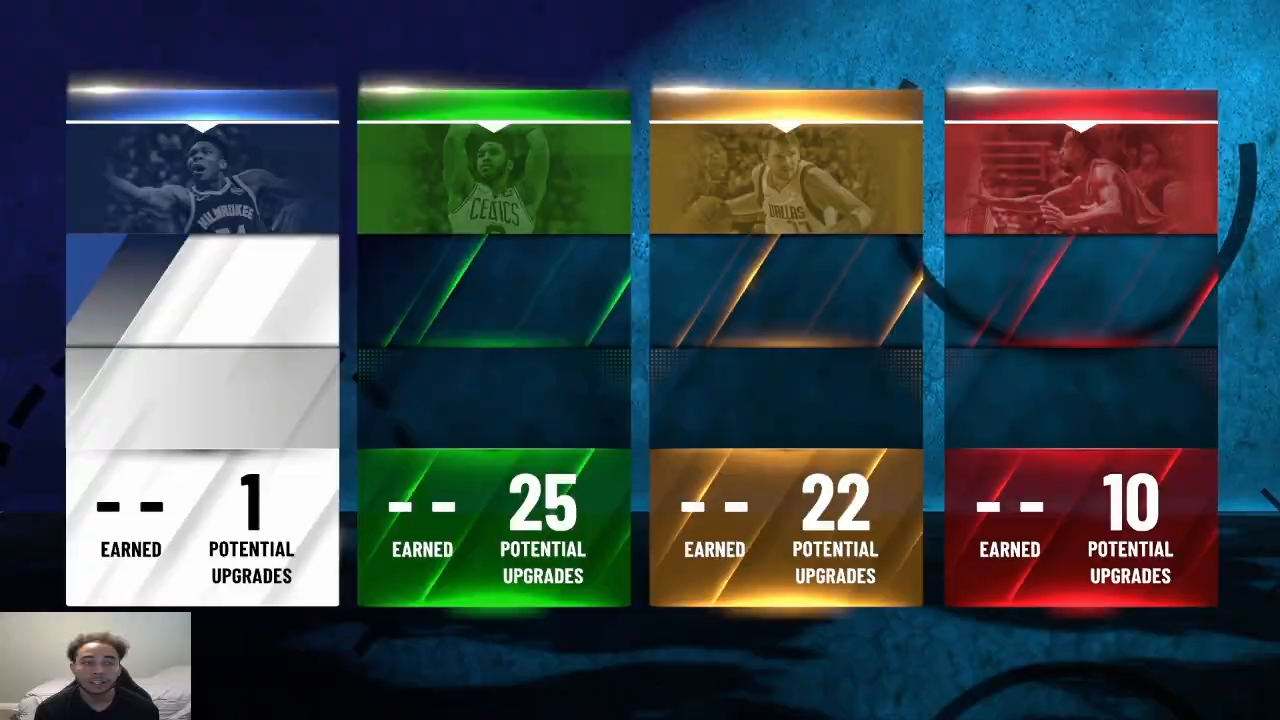 MILWAUKEE
CELTICS
DALLAS
- - 1
EARNED POTENTIAL
UPGRADES
- - 25
EARNED POTENTIAL
UPGRADES
- - 22
EARNED POTENTIAL
UPGRADES
- - 10
EARNED POTENTIAL
UPGRADES